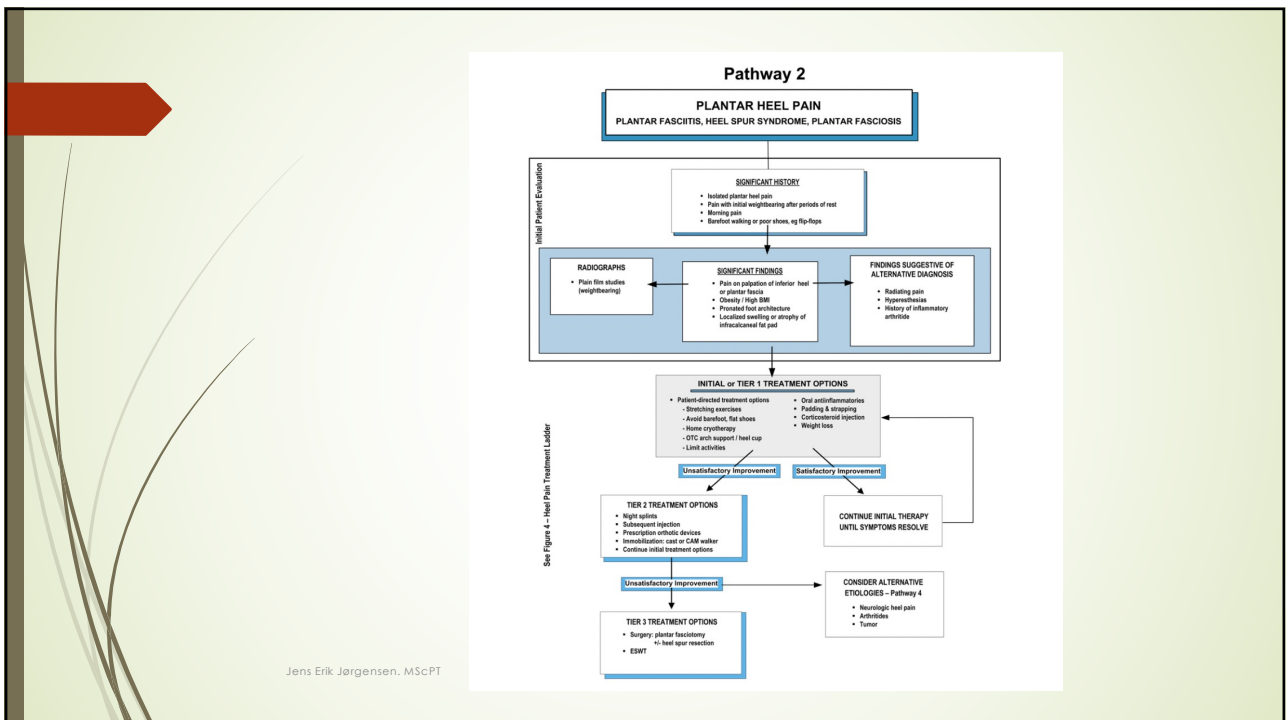 Pathway 2
PLANTAR HEEL PAIN
PLANTAR FASCIITIS, HEEL SPUR SYNDROME, PLANTAR FASCIOSIS
Initial Patient Evaluation
SIGNIFICANT HISTORY
• Isolated plantar heel pain
• Pain with initial weightbearing after periods of rest
• Morning pain
• Barefoot walking or poor shoes, eg flip-flops
RADIOGRAPHS
• Plain film studies
(weightbearing)
SIGNIFICANT FINDINGS
• Pain on palpation of inferior heel
or plantar fascia
• Obesity / High BMI
• Pronated foot architecture
• Localized swelling or atrophy of
infracalcaneal fat pad
FINDINGS SUGGESTIVE OF
ALTERNATIVE DIAGNOSIS
• Radiating pain
• Hyperesthesias
• History of inflammatory
arthritide
See Figure 4 – Heel Pain Treatment Ladder
INITIAL or TIER 1 TREATMENT OPTIONS
• Patient-directed treatment options
- Stretching exercises
- Avoid barefoot, flat shoes
- Home cryotherapy
- OTC arch support / heel cup
- Limit activities
• Oral antiinflammatories
• Padding & strapping
• Corticosteroid injection
• Weight loss
Unsatisfactory Improvement
Satisfactory Improvement
TIER 2 TREATMENT OPTIONS
• Night splints
• Subsequent injection
• Prescription orthotic devices
• Immobilization: cast or CAM walker
• Continue initial treatment options
CONTINUE INITIAL THERAPY
UNTIL SYMPTOMS RESOLVE
Unsatisfactory Improvement
CONSIDER ALTERNATIVE
ETIOLOGIES – Pathway 4
• Neurologic heel pain
• Arthritides
• Tumor
TIER 3 TREATMENT OPTIONS
• Surgery: plantar fasciotomy
+/- heel spur resection
• ESWT
Jens Erik Jørgensen. MScPT